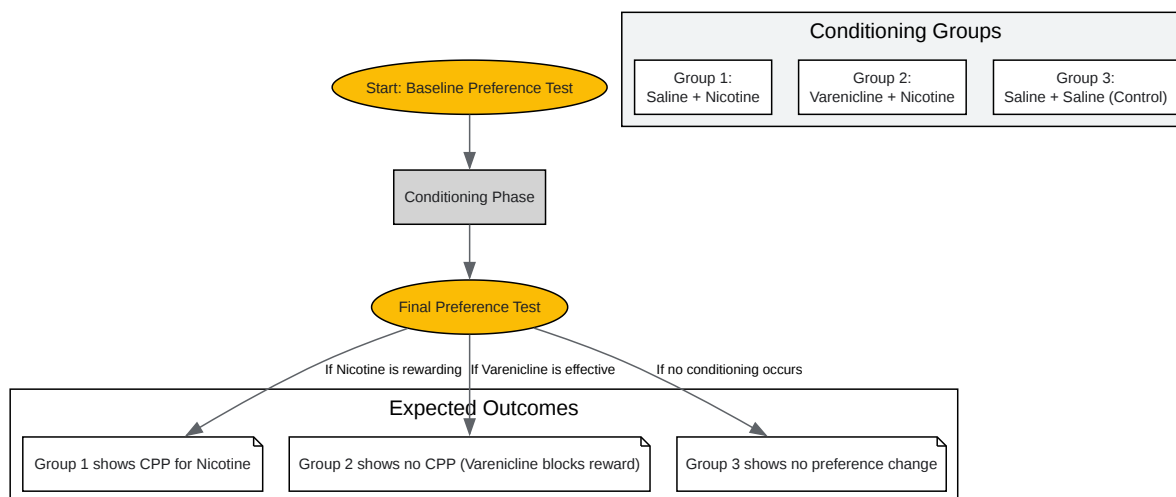 Conditioning Groups
Group 1:
Saline + Nicotine
Group 2:
Varenicline + Nicotine
Group 3:
Saline + Saline (Control)
Start: Baseline Preference Test
Conditioning Phase
Final Preference Test
If Nicotine is rewarding
If Varenicline is effective
If no conditioning occurs
Expected Outcomes
Group 1 shows CPP for Nicotine
Group 2 shows no CPP (Varenicline blocks reward)
Group 3 shows no preference change